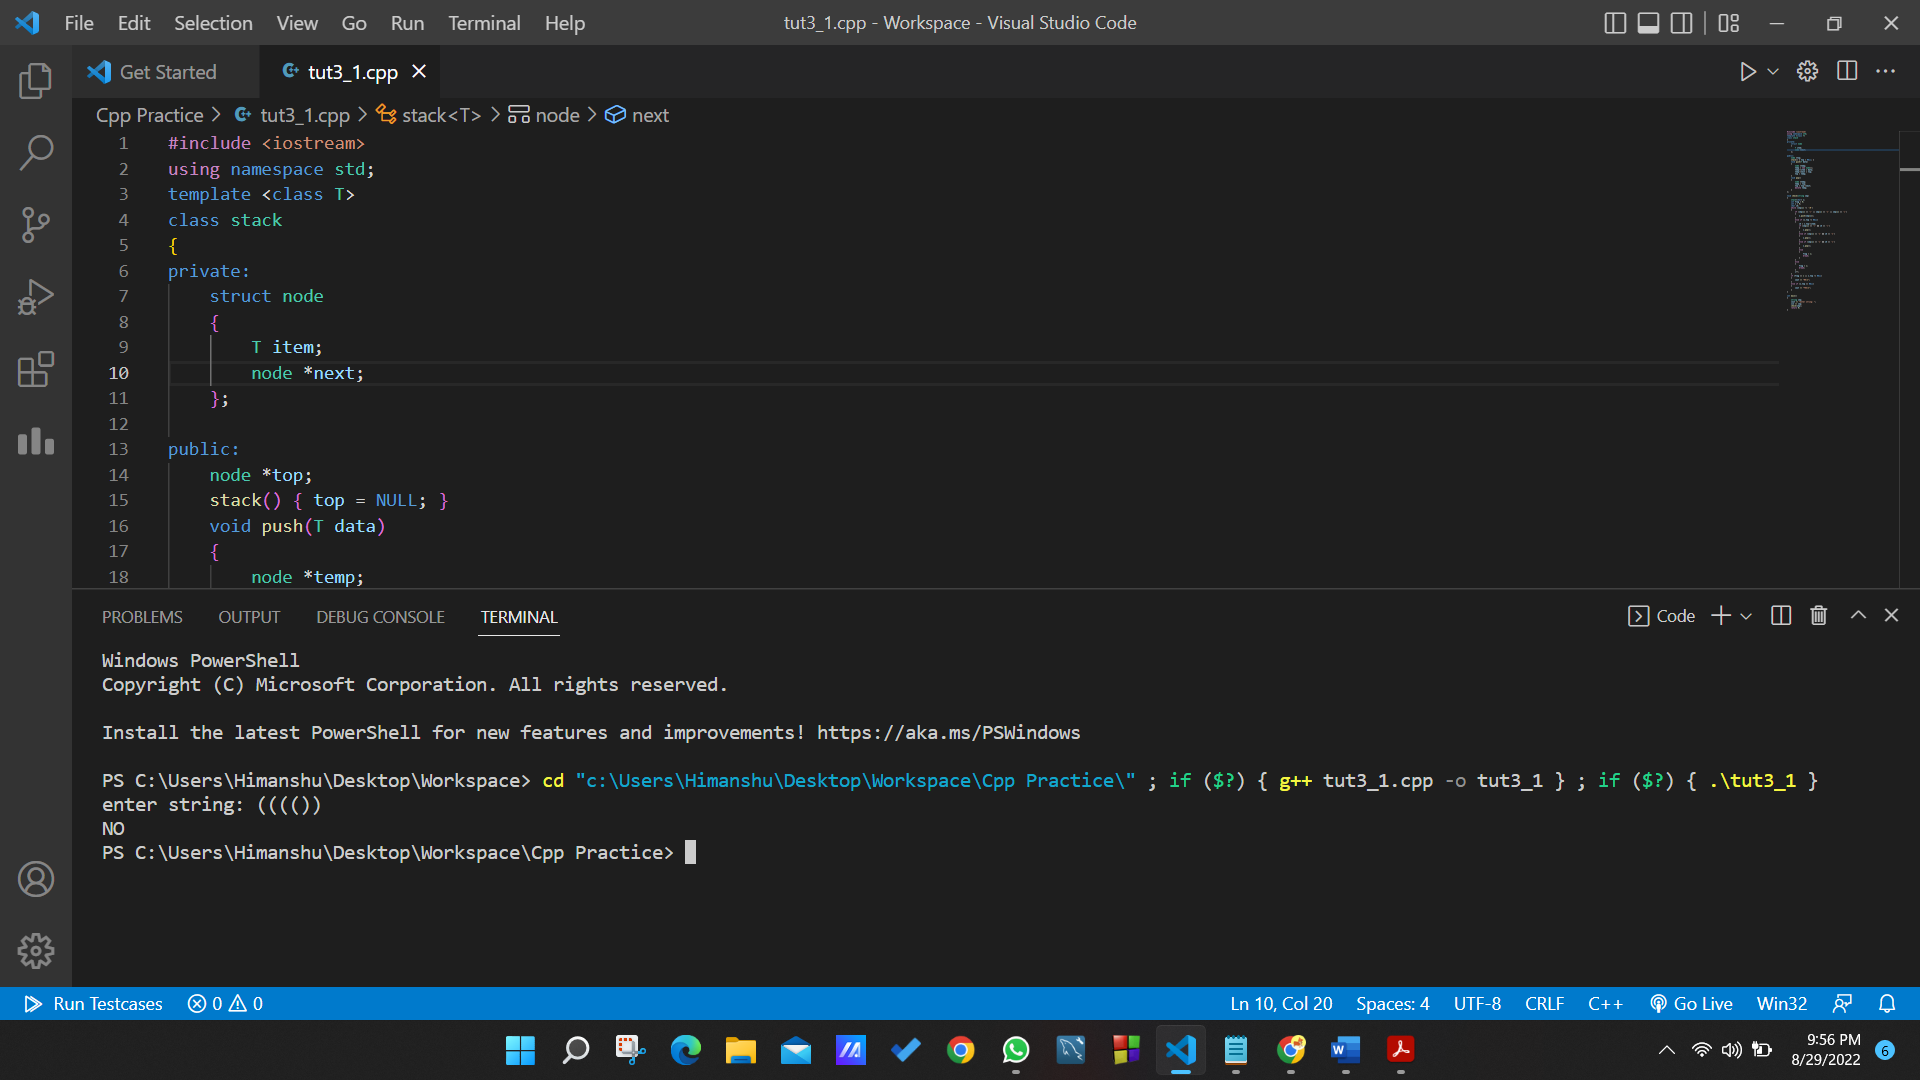 File Edit Selection View Go Run Terminal Help
tut3_1.cpp - Workspace - Visual Studio Code
Get Started
tut3_1.cpp
Cpp Practice > tut3_1.cpp > stack<T> > node > next
1 #include <iostream>
2 using namespace std;
3 template <class T>
4 class stack
5 {
6 private:
7 struct node
8 {
9 T item;
10 node *next;
11 };
12
13 public:
14 node *top;
15 stack() { top = NULL; }
16 void push(T data)
17 {
18 node *temp;
PROBLEMS OUTPUT DEBUG CONSOLE TERMINAL
Code
Windows PowerShell
Copyright (C) Microsoft Corporation. All rights reserved.
Install the latest PowerShell for new features and improvements! https://aka.ms/PSWindows
PS C:\Users\Himanshu\Desktop\Workspace> cd "c:\Users\Himanshu\Desktop\Workspace\Cpp Practice\" ; if ($?) { g++ tut3_1.cpp -o tut3_1 } ; if ($?) { .\tut3_1 }
enter string: (((())
NO
PS C:\Users\Himanshu\Desktop\Workspace\Cpp Practice>
Run Testcases 0 0
Ln 10, Col 20 Spaces: 4 UTF-8 CRLF C++ Go Live Win32
9:56 PM
8/29/2022
6